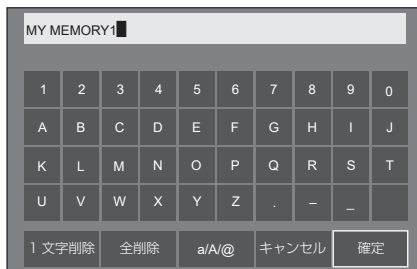 MY MEMORY1
1 2 3 4 5 6 7 8 9 0
A B C D E F G H I J
K L M N O P Q R S T
U V W X Y Z . – _
1 文字削除 全削除 a/A/@ キャンセル 確定